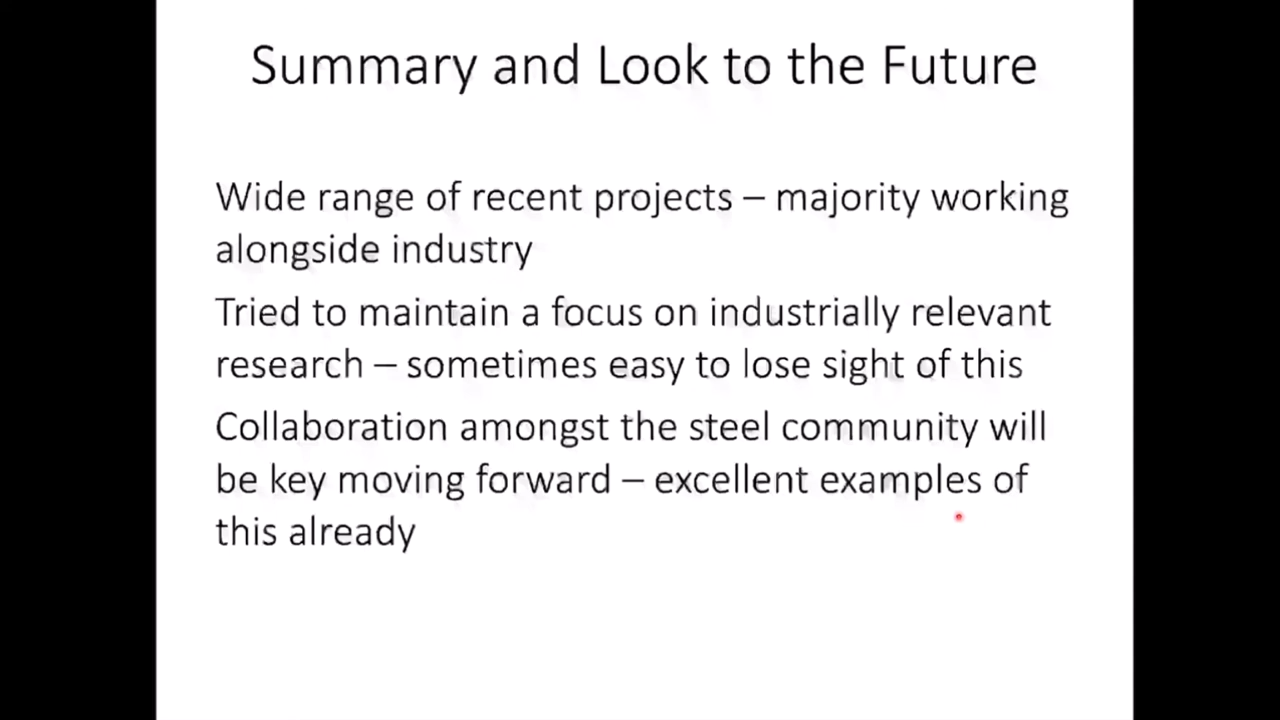 Summary and Look to the Future
Wide range of recent projects – majority working
alongside industry
Tried to maintain a focus on industrially relevant
research – sometimes easy to lose sight of this
Collaboration amongst the steel community will
be key moving forward – excellent examples of
this already